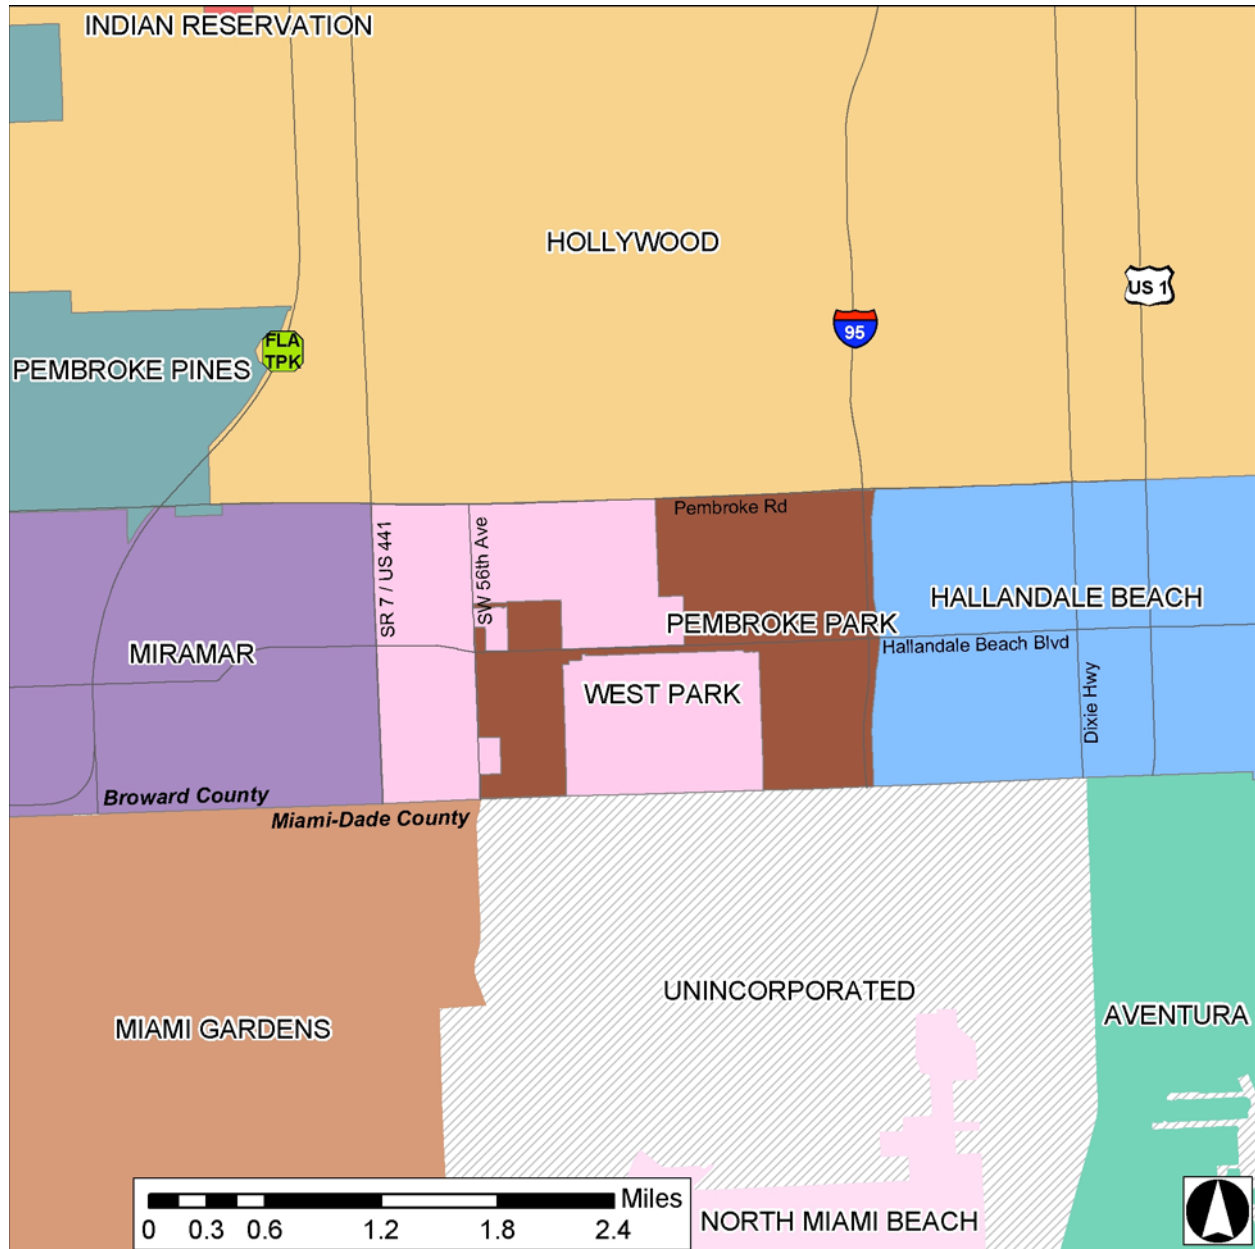 INDIAN RESERVATION
HOLLYWOOD
US 1
95
FLA
TPK
PEMBROKE PINES
Pembroke Rd
SR 7 / US 441
SW 56th Ave
HALLANDALE BEACH
PEMBROKE PARK
Hallandale Beach Blvd
MIRAMAR
WEST PARK
Dixie Hwy
Broward County
Miami-Dade County
UNINCORPORATED
AVENTURA
MIAMI GARDENS
Miles
0 0.3 0.6 1.2 1.8 2.4
NORTH MIAMI BEACH